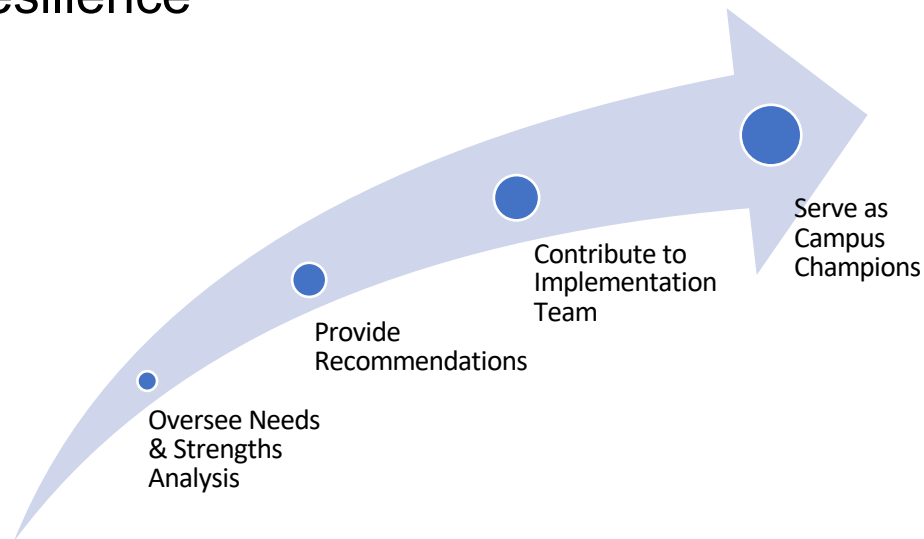 Oversee Needs
& Strengths
Analysis
Provide
Recommendations
Contribute to
Implementation
Team
Serve as
Campus
Champions